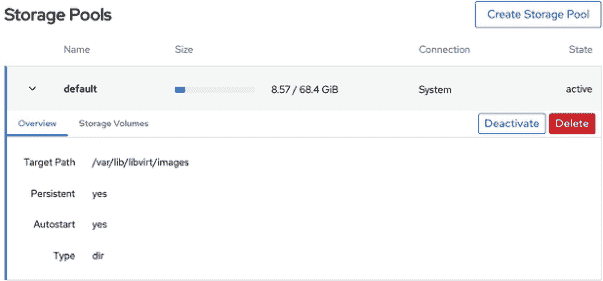 Storage Pools
Create Storage Pool
Name Size Connection State
default 8.57 / 68.4 GiB System active
Overview Storage Volumes Deactivate Delete
Target Path /var/lib/libvirt/images
Persistent yes
Autostart yes
Type dir